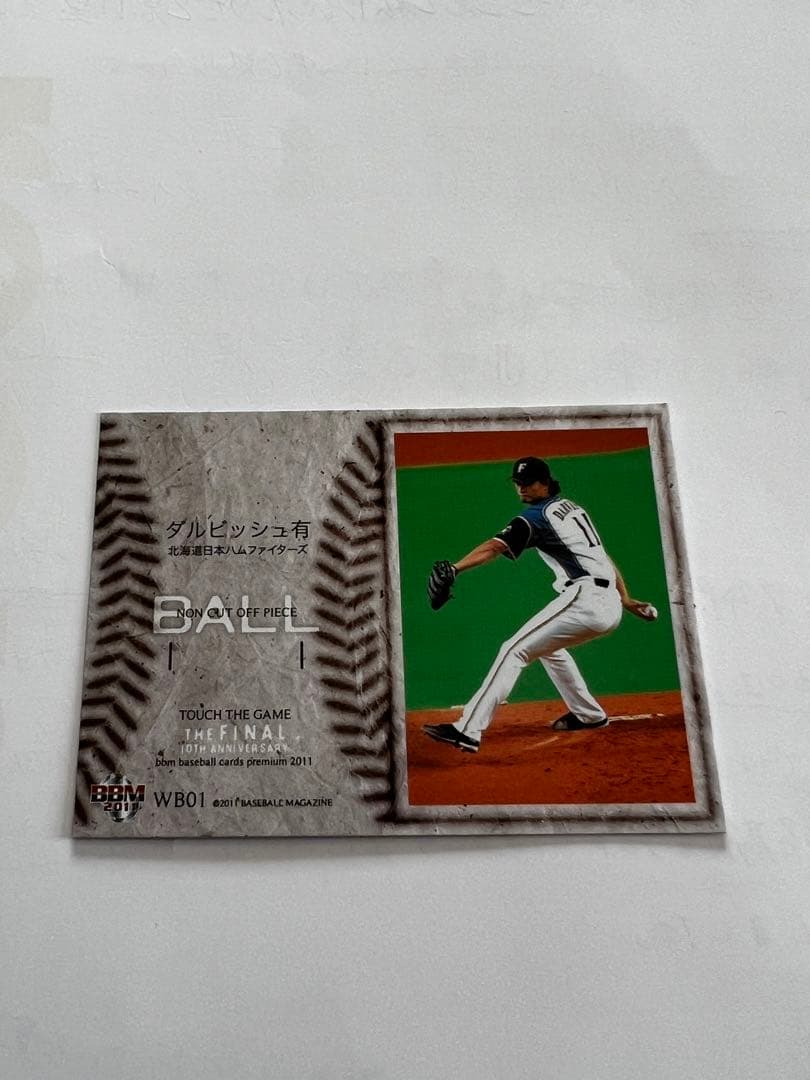 ダルビッシュ有
北海道日本ハムファイターズ
NON CUT OFF PIECE
BALL
TOUCH THE GAME
THE FINAL
10TH ANNIVERSARY
bbm baseball cards premium 2011
BBM
2011
WB01 ©2011 BASEBALL MAGAZINE
F
11